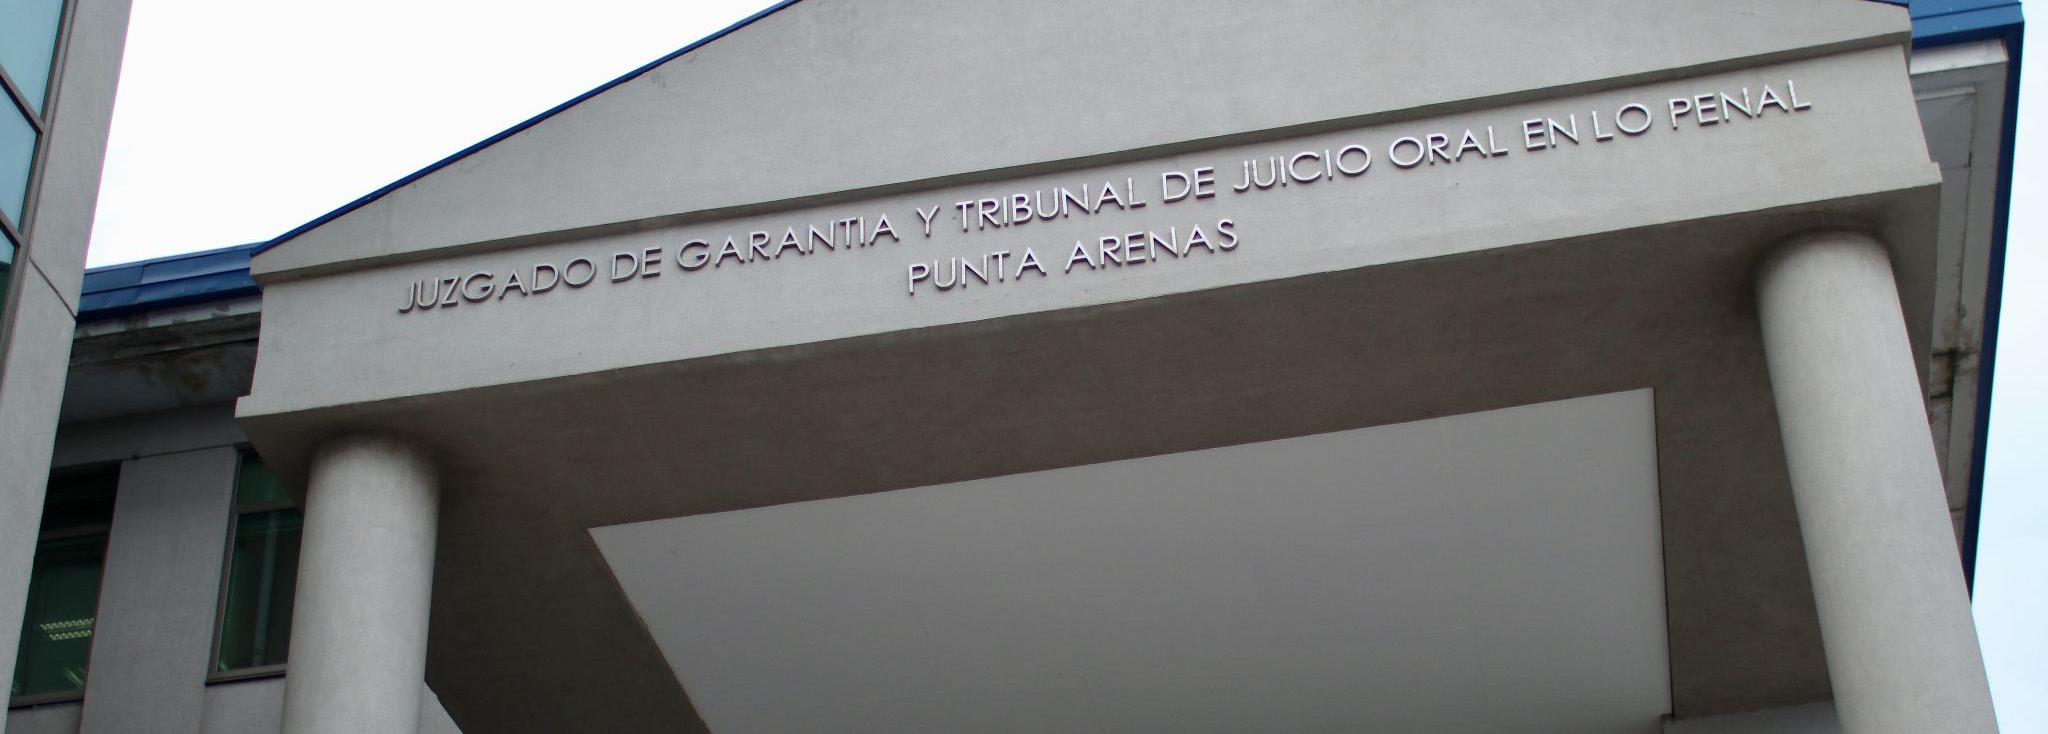 JUZGADO DE GARANTIA Y TRIBUNAL DE JUICIO ORAL EN LO PENAL
PUNTA ARENAS